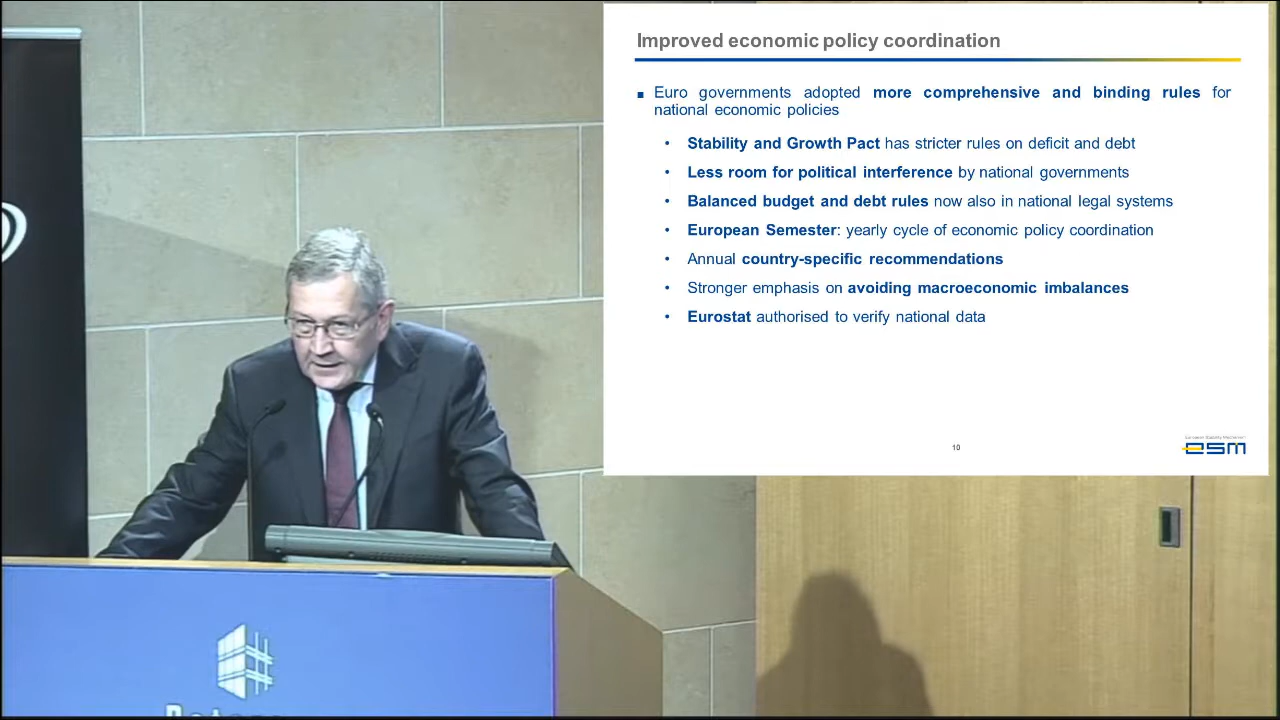 Improved economic policy coordination
▪ Euro governments adopted more comprehensive and binding rules for
national economic policies
• Stability and Growth Pact has stricter rules on deficit and debt
• Less room for political interference by national governments
• Balanced budget and debt rules now also in national legal systems
• European Semester: yearly cycle of economic policy coordination
• Annual country-specific recommendations
• Stronger emphasis on avoiding macroeconomic imbalances
• Eurostat authorised to verify national data
European Stability Mechanism
10
esm